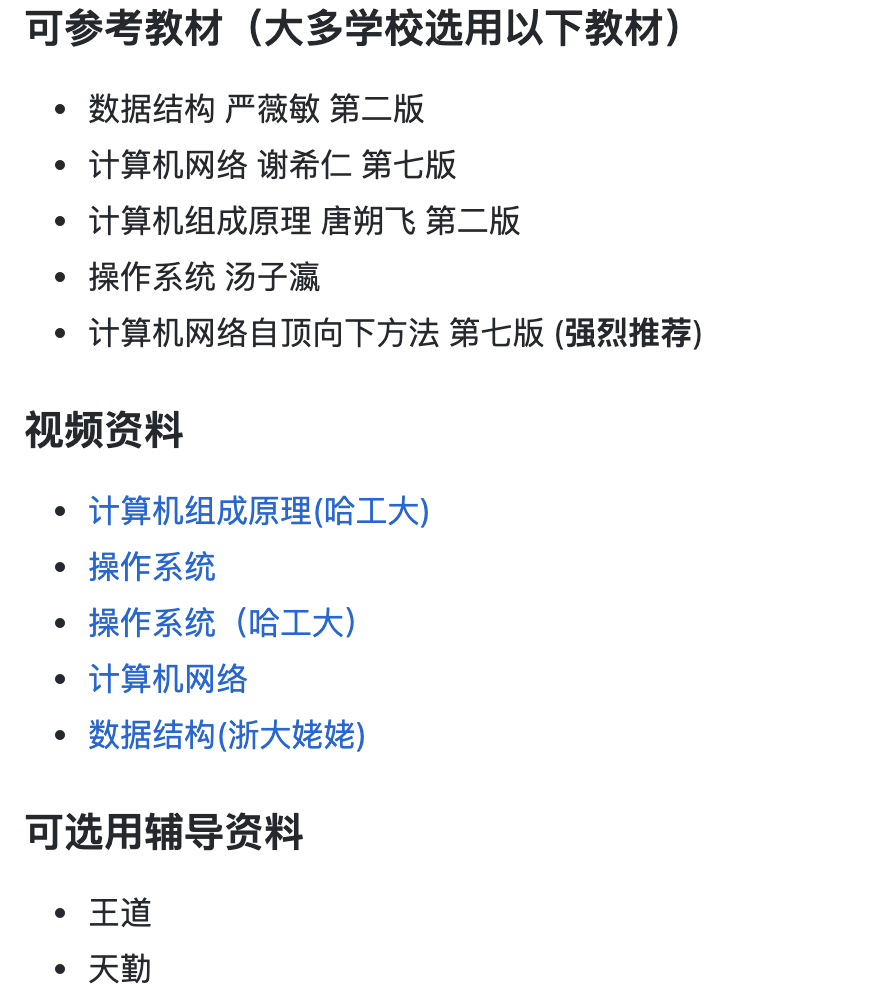 可参考教材（大多学校选用以下教材）
数据结构 严薇敏 第二版
计算机网络 谢希仁 第七版
计算机组成原理 唐朔飞 第二版
操作系统 汤子瀛
计算机网络自顶向下方法 第七版 (强烈推荐)
视频资料
计算机组成原理(哈工大)
操作系统
操作系统（哈工大）
计算机网络
数据结构(浙大姥姥)
可选用辅导资料
王道
天勤